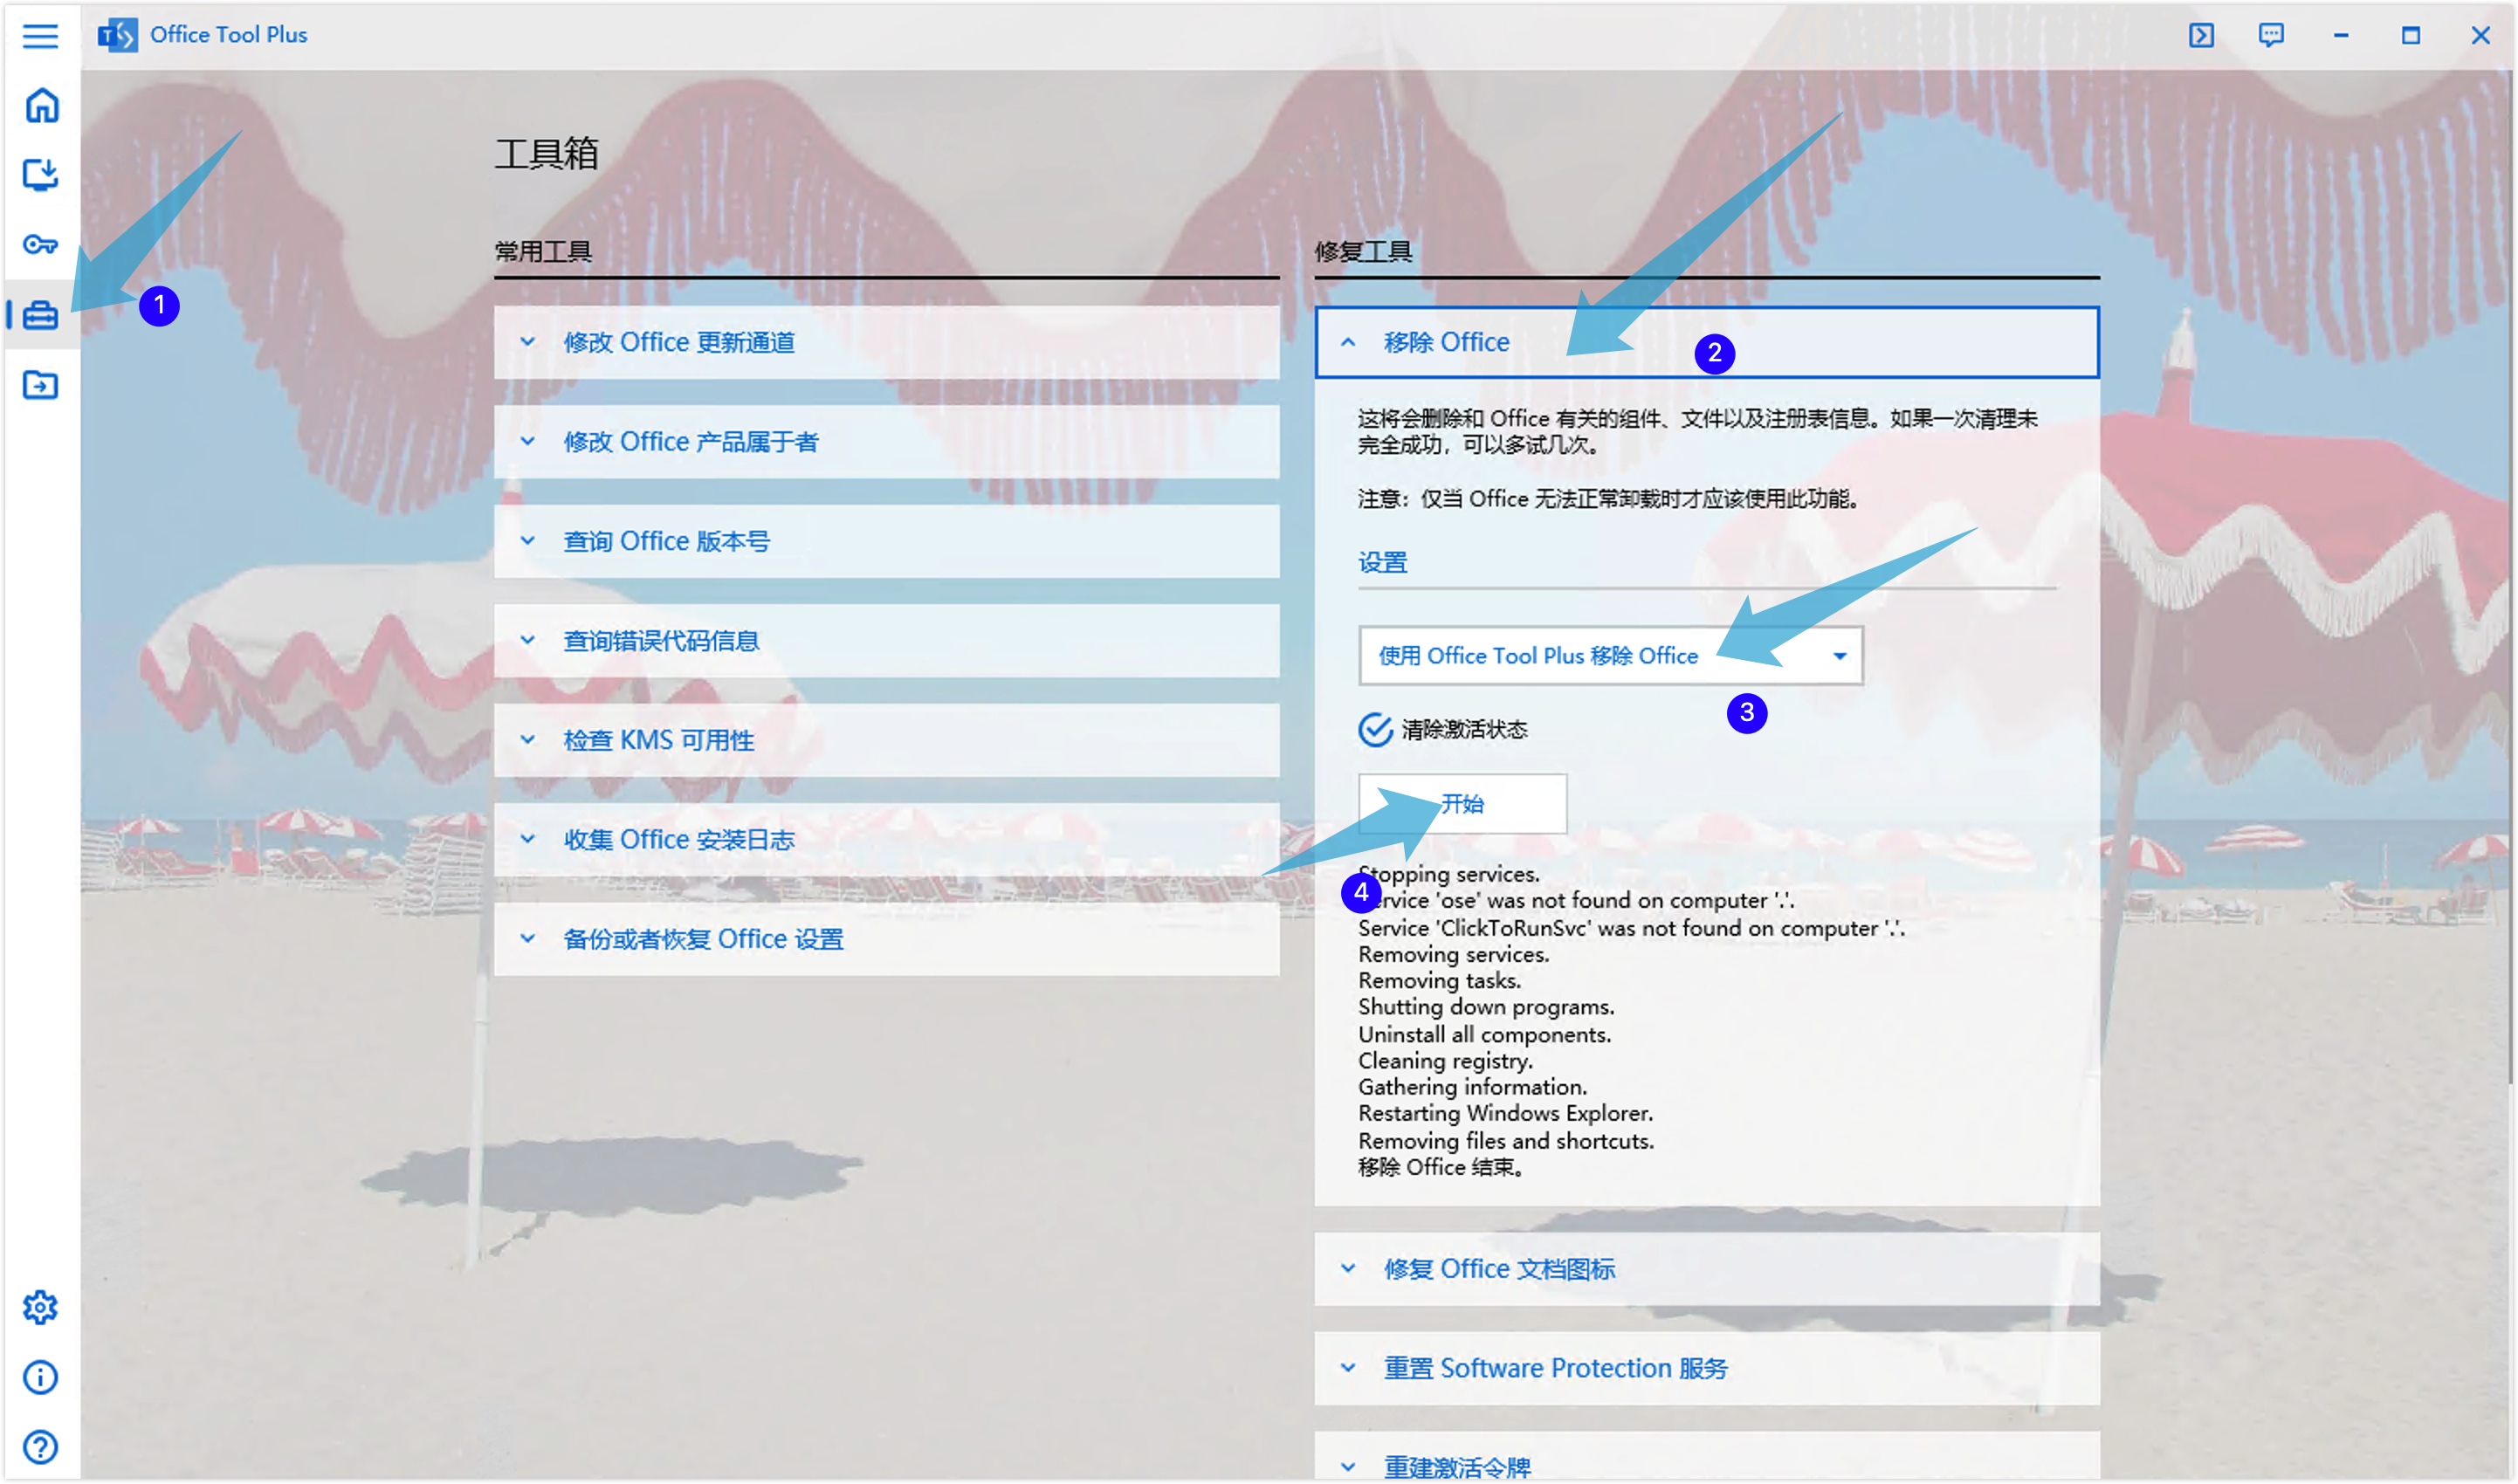 Office Tool Plus
工具箱
常用工具
修改 Office 更新通道
修改 Office 产品属于者
查询 Office 版本号
查询错误代码信息
检查 KMS 可用性
收集 Office 安装日志
备份或者恢复 Office 设置
修复工具
移除 Office
这将会删除和 Office 有关的组件、文件以及注册表信息。如果一次清理未
完全成功，可以多试几次。
注意：仅当 Office 无法正常卸载时才应该使用此功能。
设置
使用 Office Tool Plus 移除 Office
清除激活状态
开始
Stopping services.
Service 'ose' was not found on computer '.'.
Service 'ClickToRunSvc' was not found on computer '.'.
Removing services.
Removing tasks.
Shutting down programs.
Uninstall all components.
Cleaning registry.
Gathering information.
Restarting Windows Explorer.
Removing files and shortcuts.
移除 Office 结束。
修复 Office 文档图标
重置 Software Protection 服务
重建激活令牌
1
2
3
4